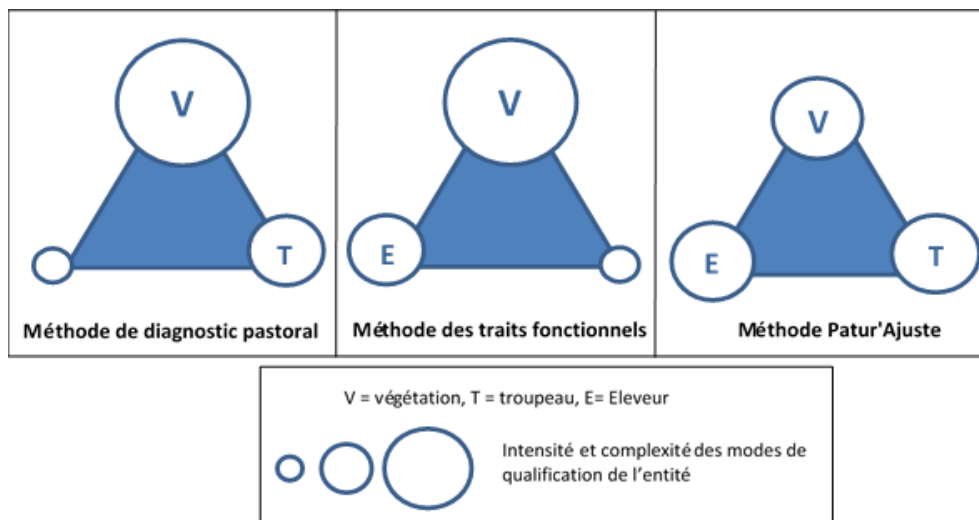 V
T
Méthode de diagnostic pastoral
V
E
Méthode des traits fonctionnels
V
E
T
Méthode Patur'Ajuste
V = végétation, T = troupeau, E= Eleveur
Intensité et complexité des modes de
qualification de l'entité